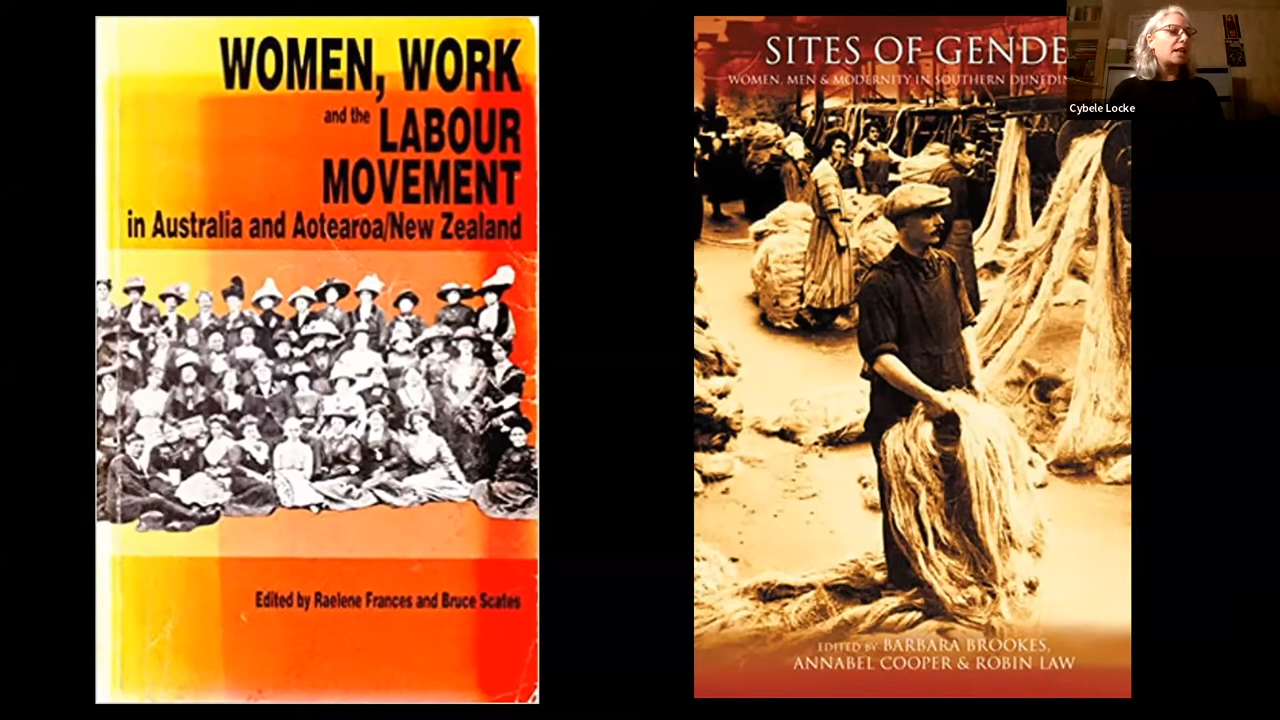 WOMEN, WORK
and the LABOUR
MOVEMENT
in Australia and Aotearoa/New Zealand
Edited by Raelene Frances and Bruce Scates
SITES OF GENDE
WOMEN, MEN & MODERNITY IN SOUTHERN DUNEDIN
EDITED BY BARBARA BROOKES,
ANNABEL COOPER & ROBIN LAW
Cybele Locke